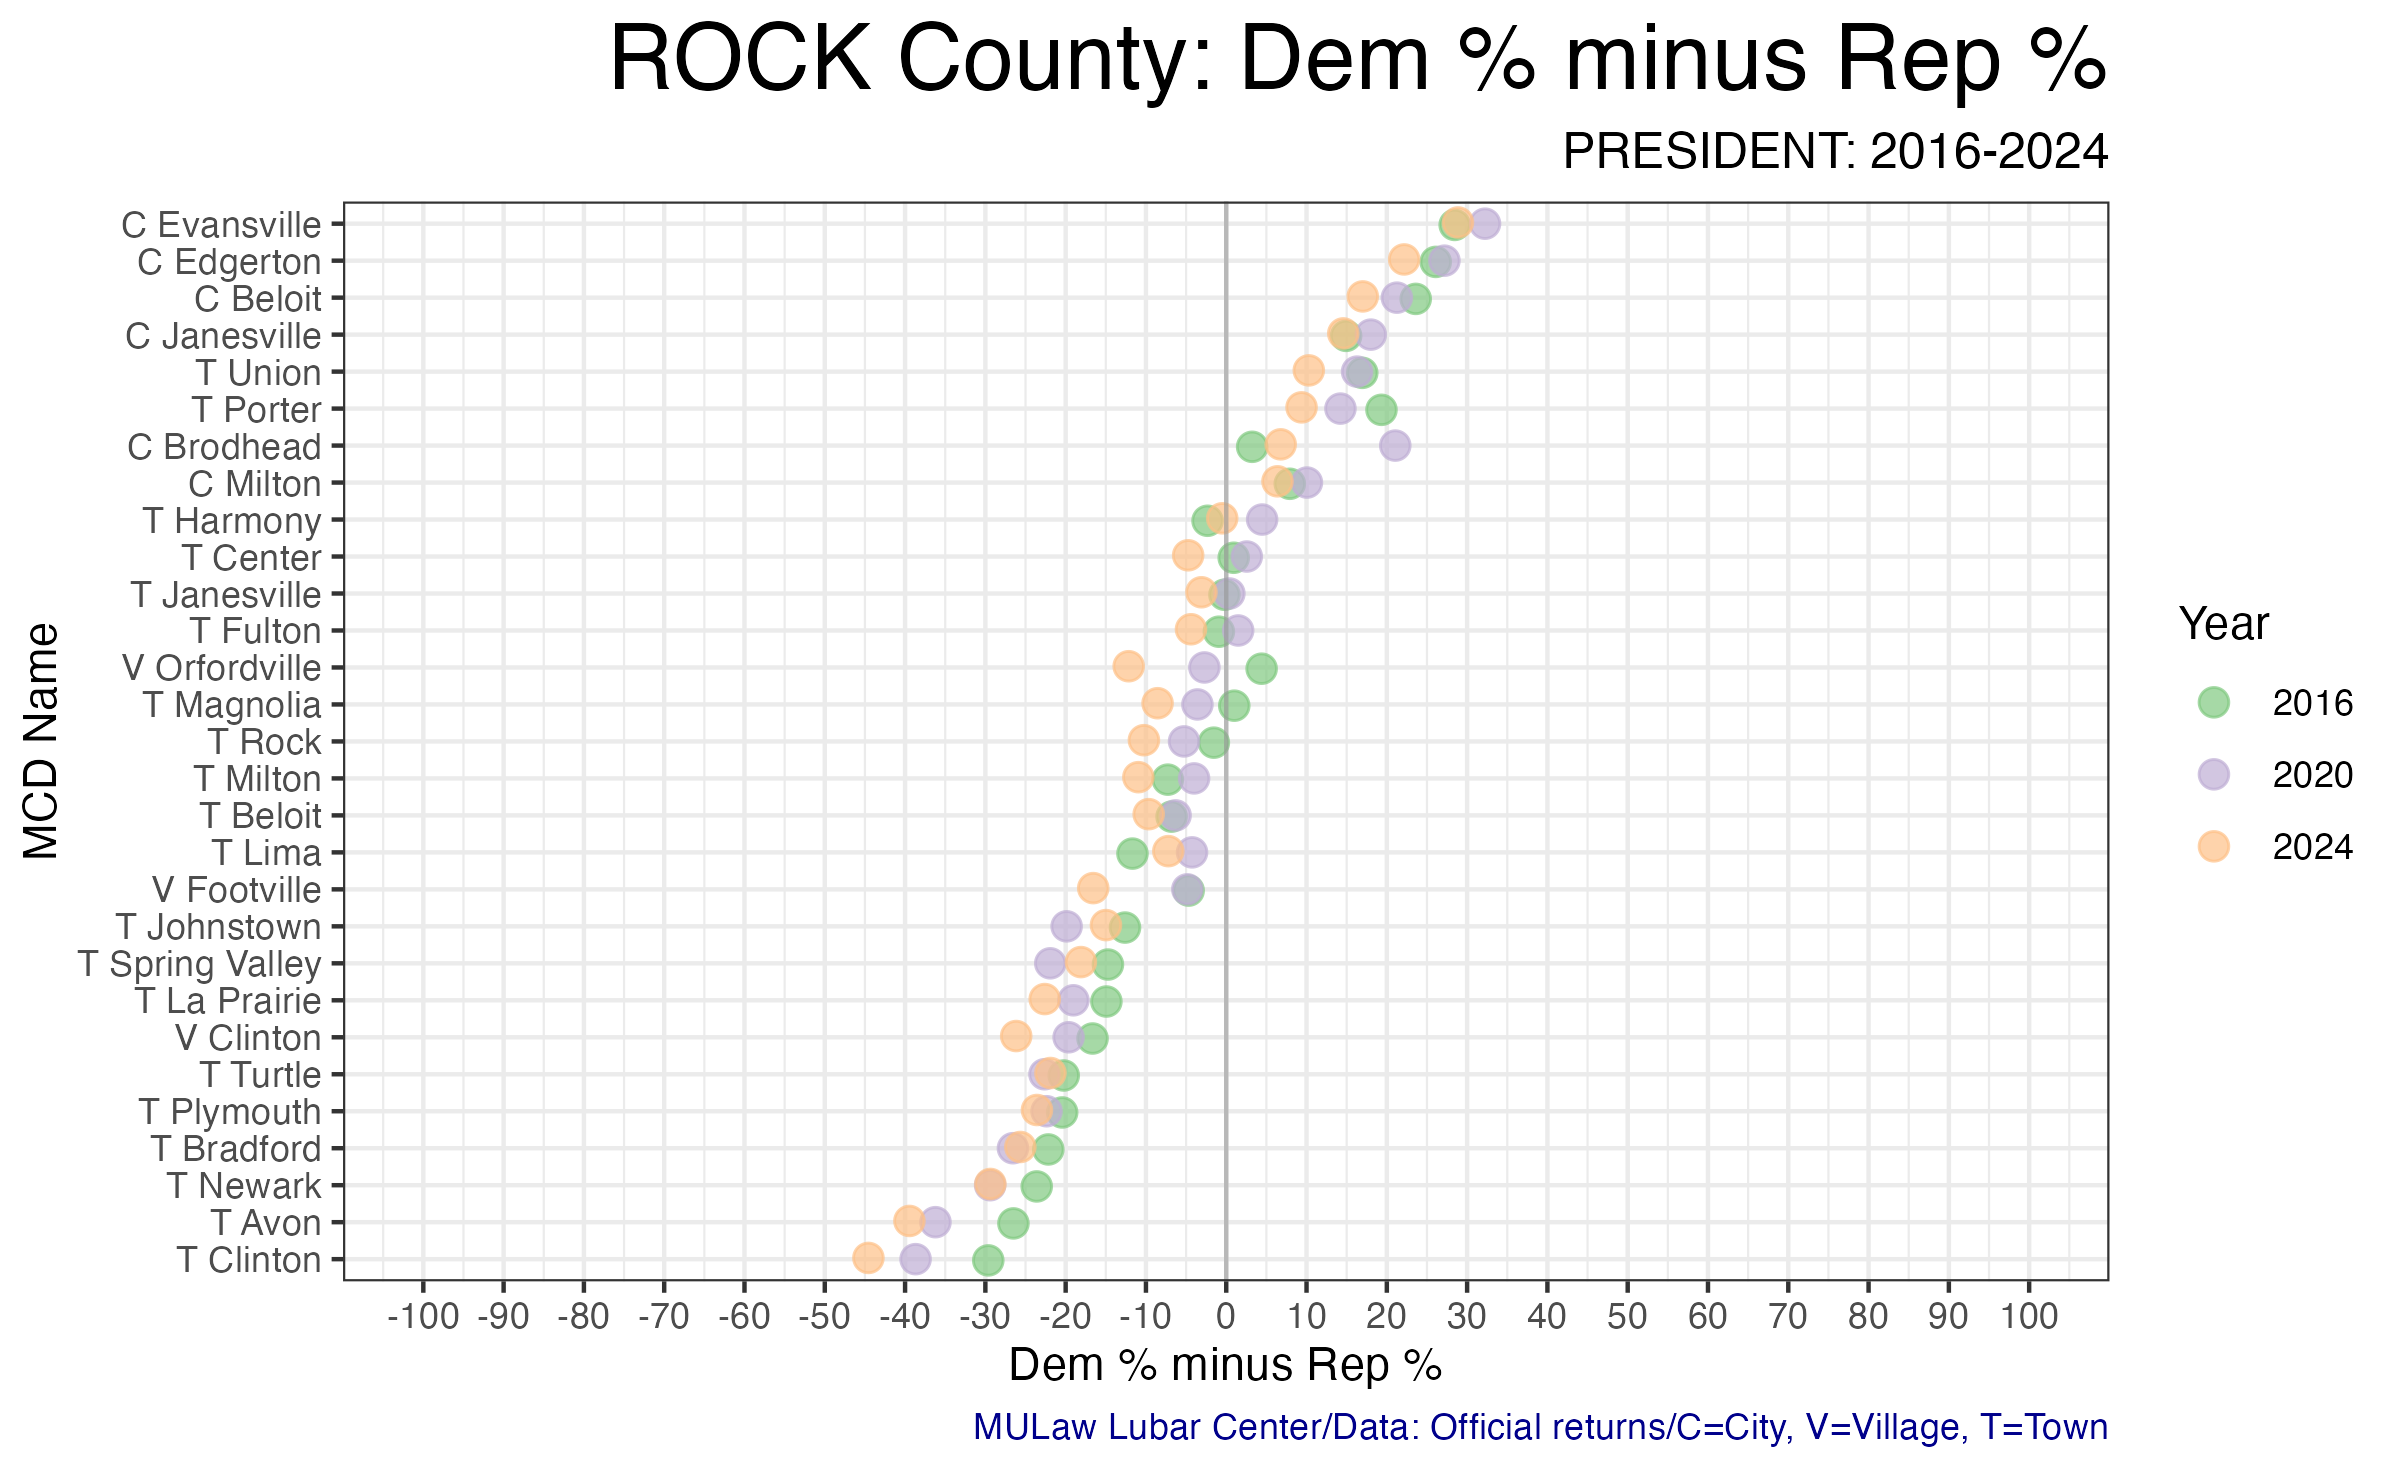 ROCK County: Dem % minus Rep %
PRESIDENT: 2016-2024
C Evansville
C Edgerton
C Beloit
C Janesville
T Union
T Porter
C Brodhead
C Milton
T Harmony
T Center
T Janesville
T Fulton
V Orfordville
T Magnolia
T Rock
T Milton
T Beloit
T Lima
V Footville
T Johnstown
T Spring Valley
T La Prairie
V Clinton
T Turtle
T Plymouth
T Bradford
T Newark
T Avon
T Clinton
MCD Name
-100 -90 -80 -70 -60 -50 -40 -30 -20 -10 0 10 20 30 40 50 60 70 80 90 100
Dem % minus Rep %
Year
2016
2020
2024
MULaw Lubar Center/Data: Official returns/C=City, V=Village, T=Town